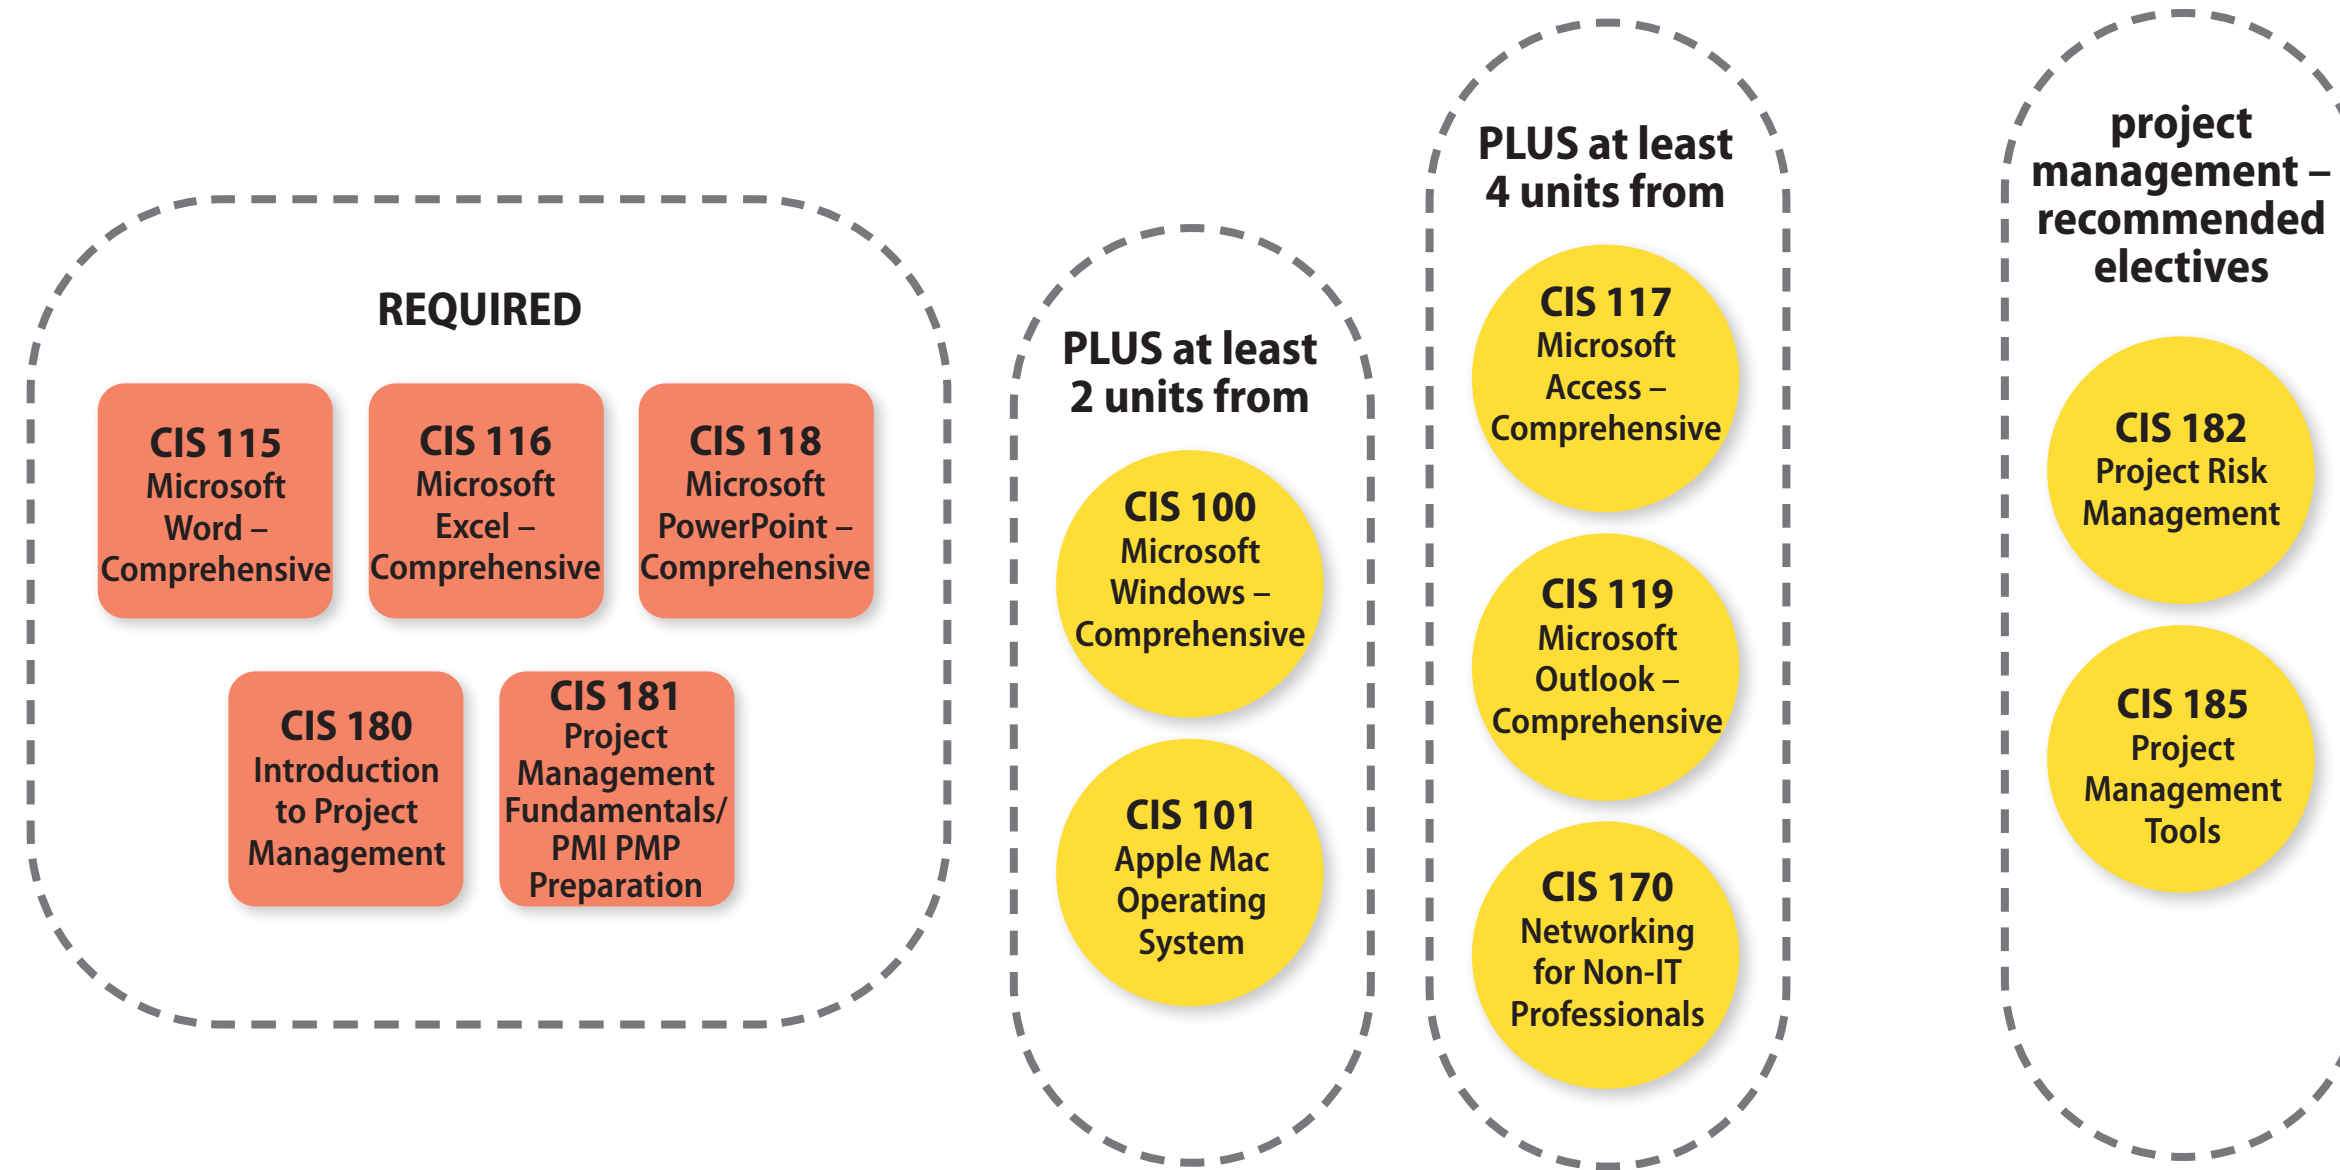 REQUIRED
CIS 115
Microsoft
Word –
Comprehensive
CIS 116
Microsoft
Excel –
Comprehensive
CIS 118
Microsoft
PowerPoint –
Comprehensive
CIS 180
Introduction
to Project
Management
CIS 181
Project
Management
Fundamentals/
PMI PMP
Preparation
PLUS at least
2 units from
CIS 100
Microsoft
Windows –
Comprehensive
CIS 101
Apple Mac
Operating
System
PLUS at least
4 units from
CIS 117
Microsoft
Access –
Comprehensive
CIS 119
Microsoft
Outlook –
Comprehensive
CIS 170
Networking
for Non-IT
Professionals
project
management –
recommended
electives
CIS 182
Project Risk
Management
CIS 185
Project
Management
Tools